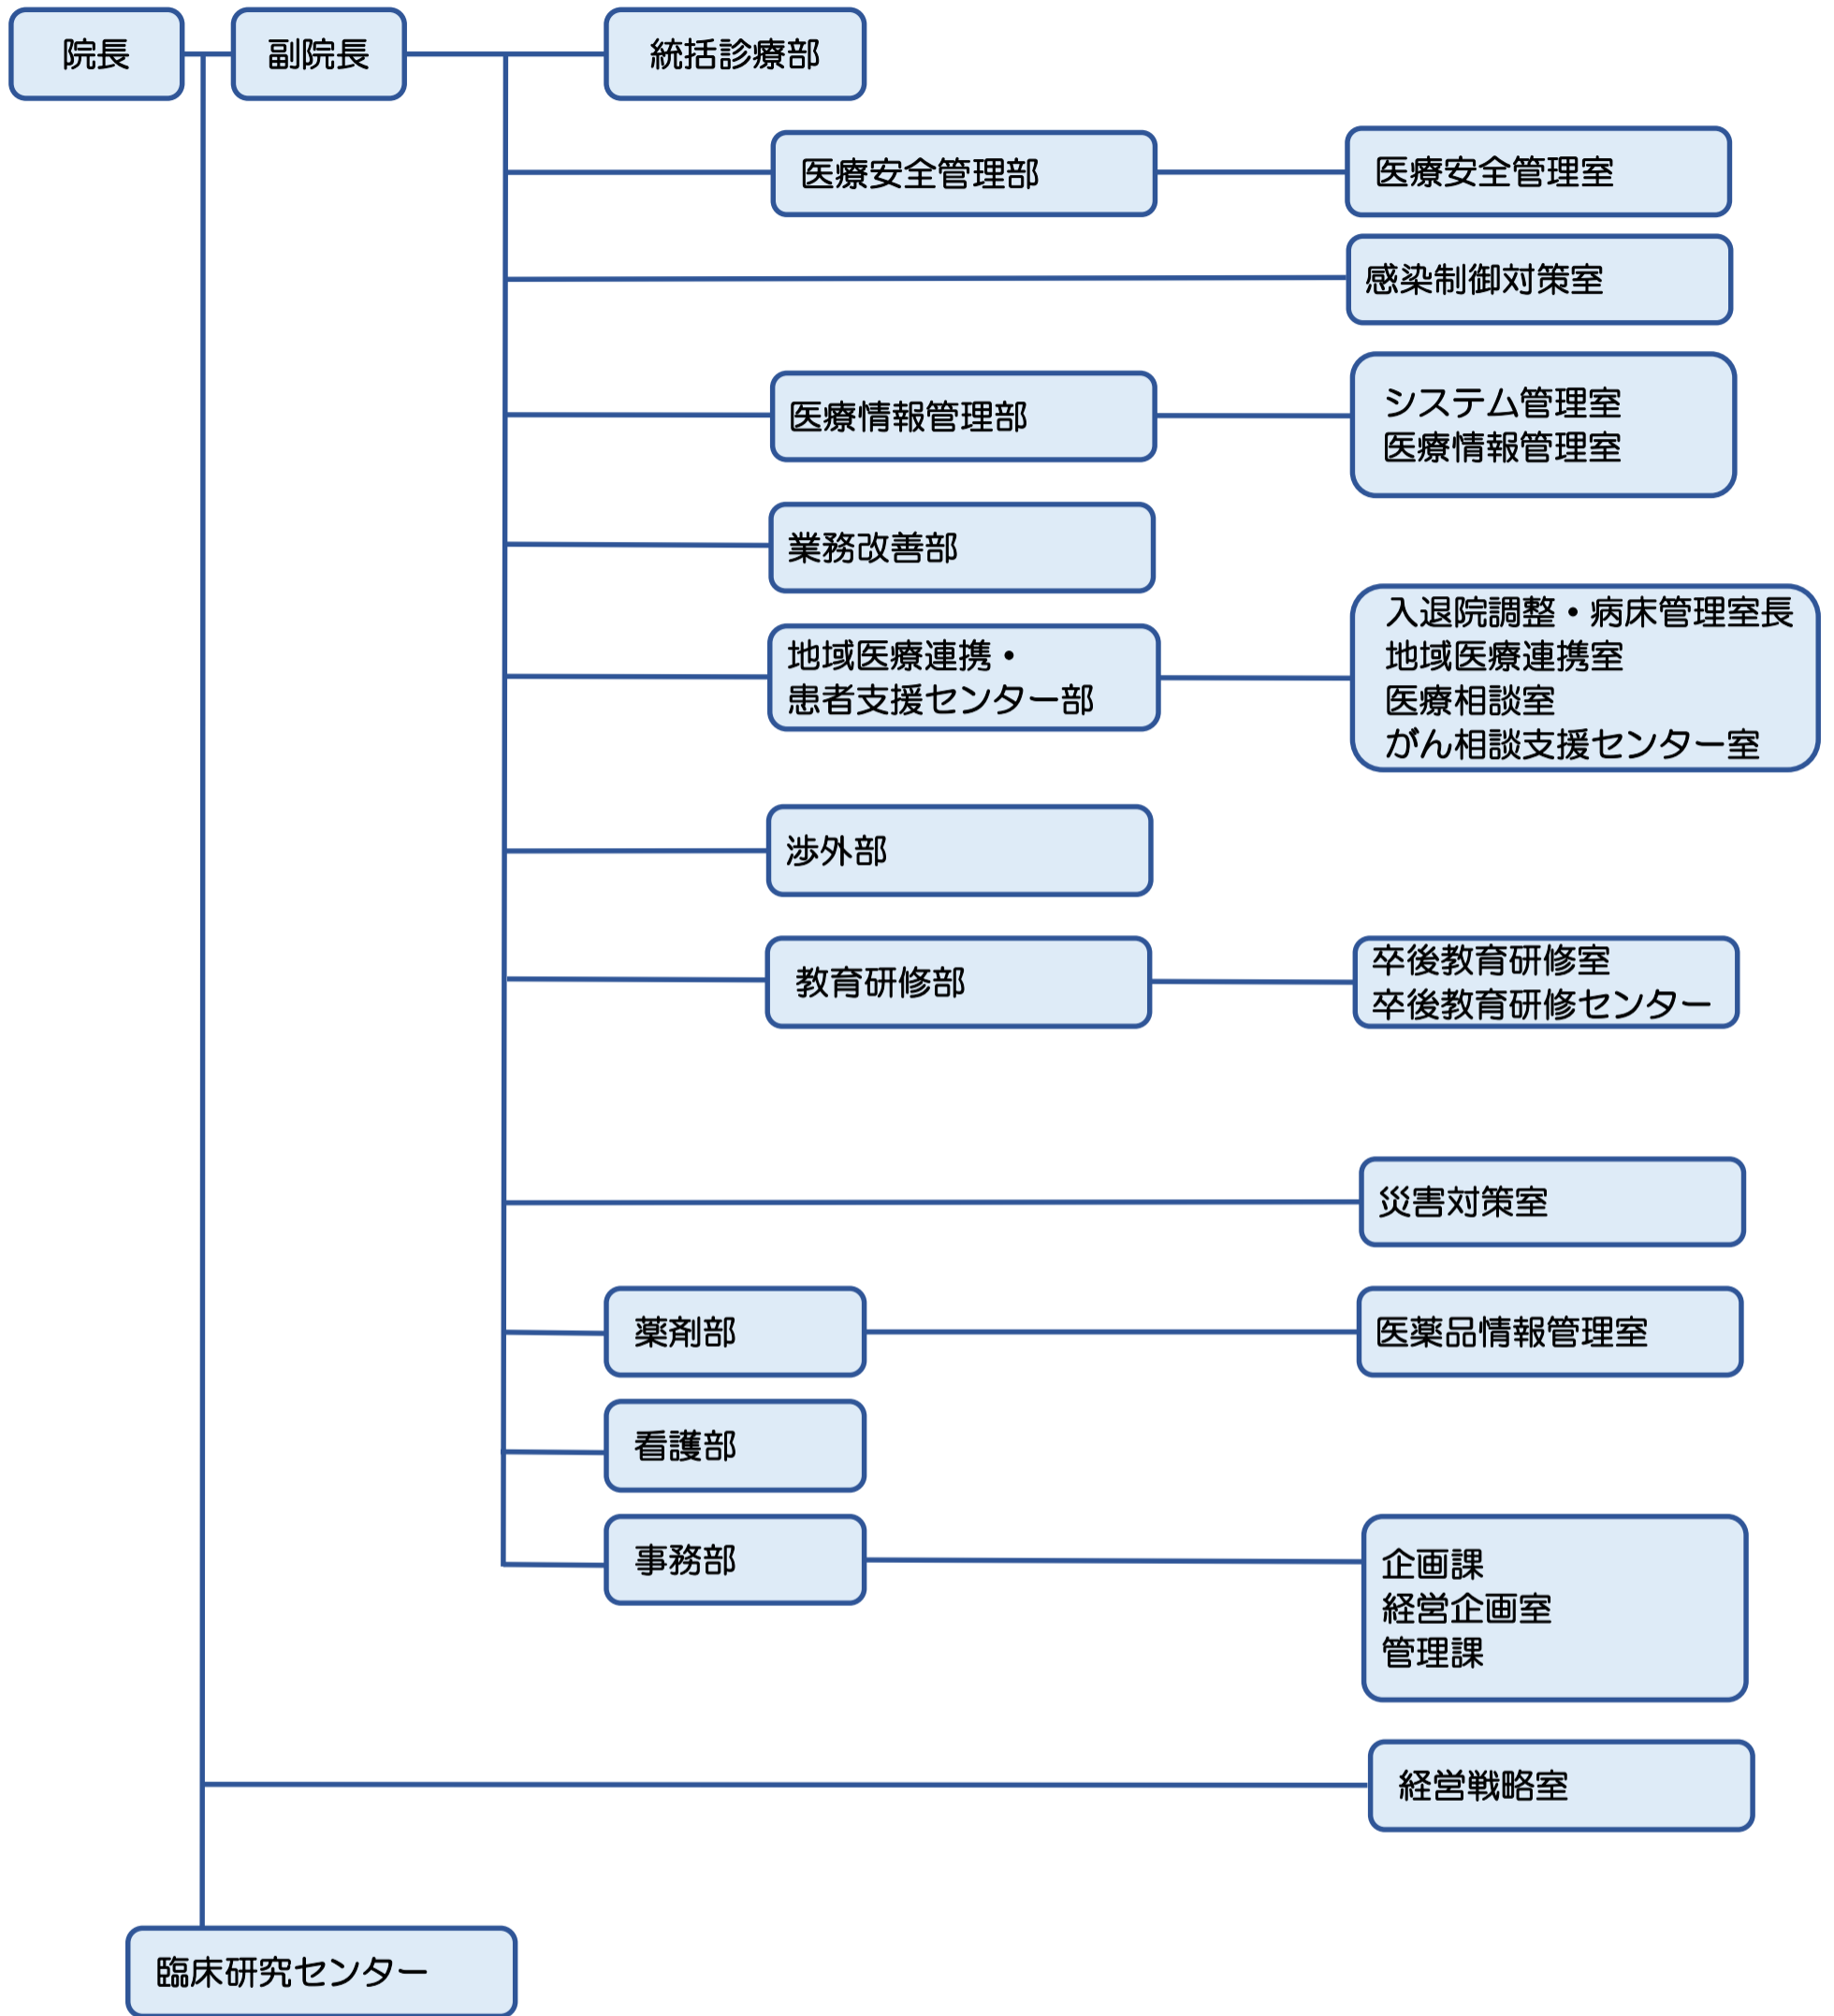 院長
副院長
統括診療部
医療安全管理部
医療安全管理室
感染制御対策室
医療情報管理部
システム管理室
医療情報管理室
業務改善部
地域医療連携・
患者支援センター部
入退院調整・病床管理室長
地域医療連携室
医療相談室
がん相談支援センター室
渉外部
教育研修部
卒後教育研修室
卒後教育研修センター
災害対策室
薬剤部
医薬品情報管理室
看護部
事務部
企画課
経営企画室
管理課
経営戦略室
臨床研究センター